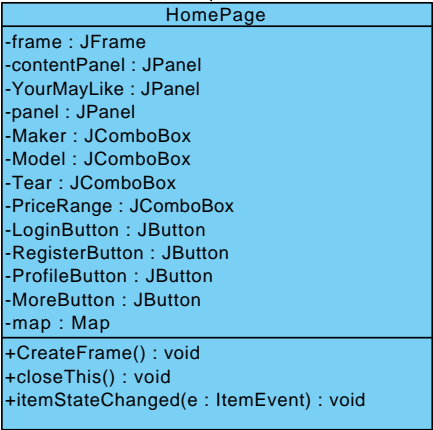 HomePage
-frame : JFrame
-contentPanel : JPanel
-YourMayLike : JPanel
-panel : JPanel
-Maker : JComboBox
-Model : JComboBox
-Tear : JComboBox
-PriceRange : JComboBox
-LoginButton : JButton
-RegisterButton : JButton
-ProfileButton : JButton
-MoreButton : JButton
-map : Map
+CreateFrame() : void
+closeThis() : void
+itemStateChanged(e : ItemEvent) : void